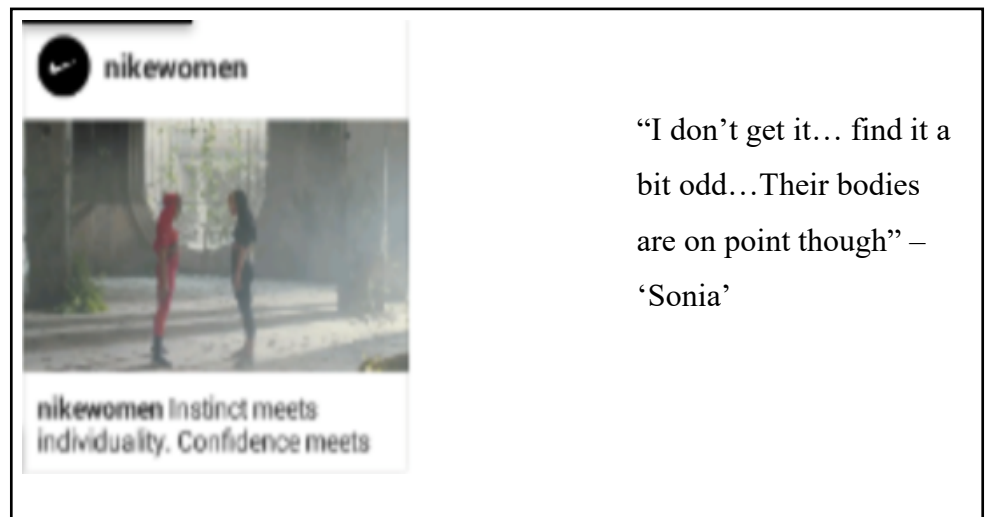 nikewomen
nikewomen Instinct meets
individuality. Confidence meets
“I don’t get it… find it a
bit odd…Their bodies
are on point though” –
‘Sonia’